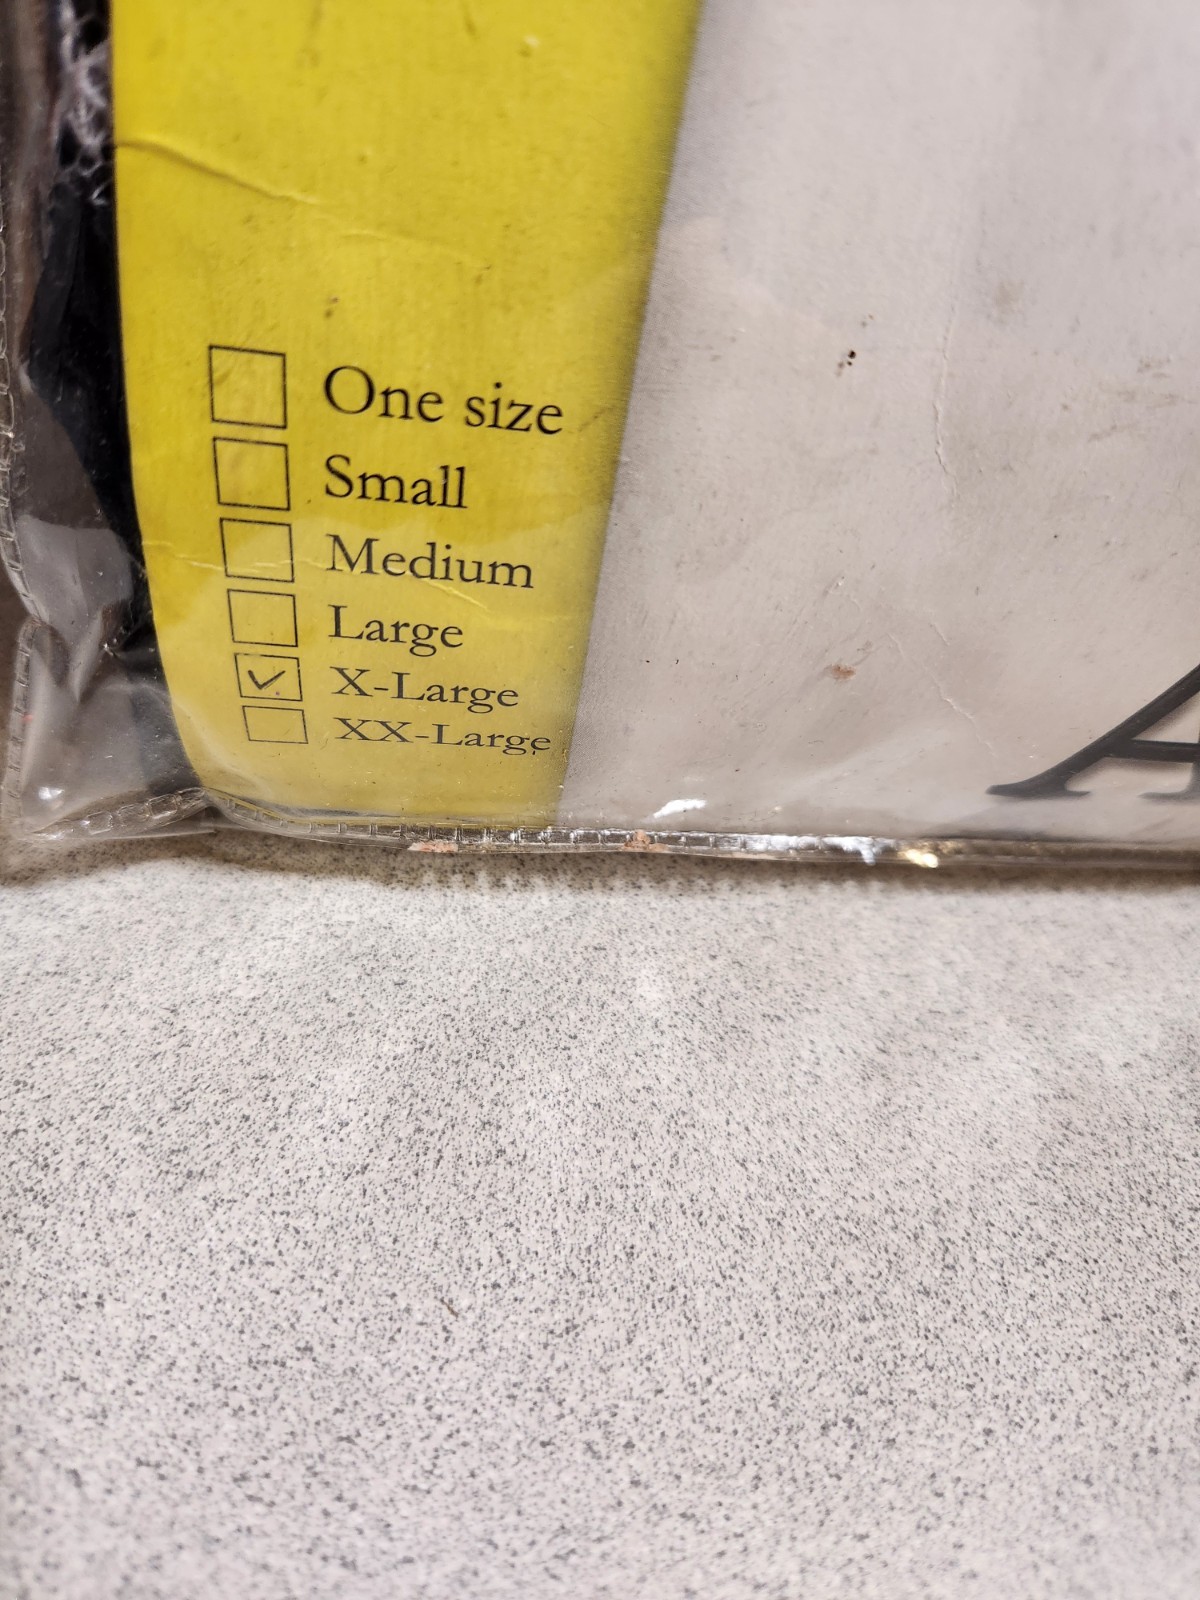 One size
Small
Medium
Large
X-Large
XX-Large
A